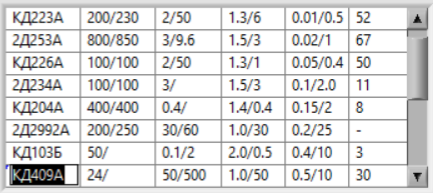 КД223А 200/230 2/50 1.3/6 0.01/0.5 52
2Д253А 800/850 3/9.6 1.5/3 0.02/1 67
КД226А 100/100 2/50 1.3/1 0.05/0.4 50
2Д234А 100/100 3/ 1.5/3 0.1/2.0 11
КД204А 400/400 0.4/ 1.4/0.4 0.15/2 8
2Д2992А 200/250 30/60 1.0/30 0.2/25 -
КД103Б 50/ 0.1/2 2.0/0.5 0.4/10 3
КД409А 24/ 50/500 1.0/50 0.5/10 30